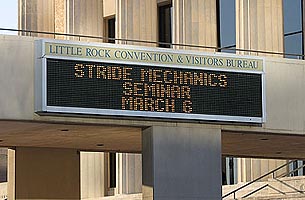 LITTLE ROCK CONVENTION & VISITORS BUREAU
STRIDE MECHANICS
SEMINAR
MARCH 6